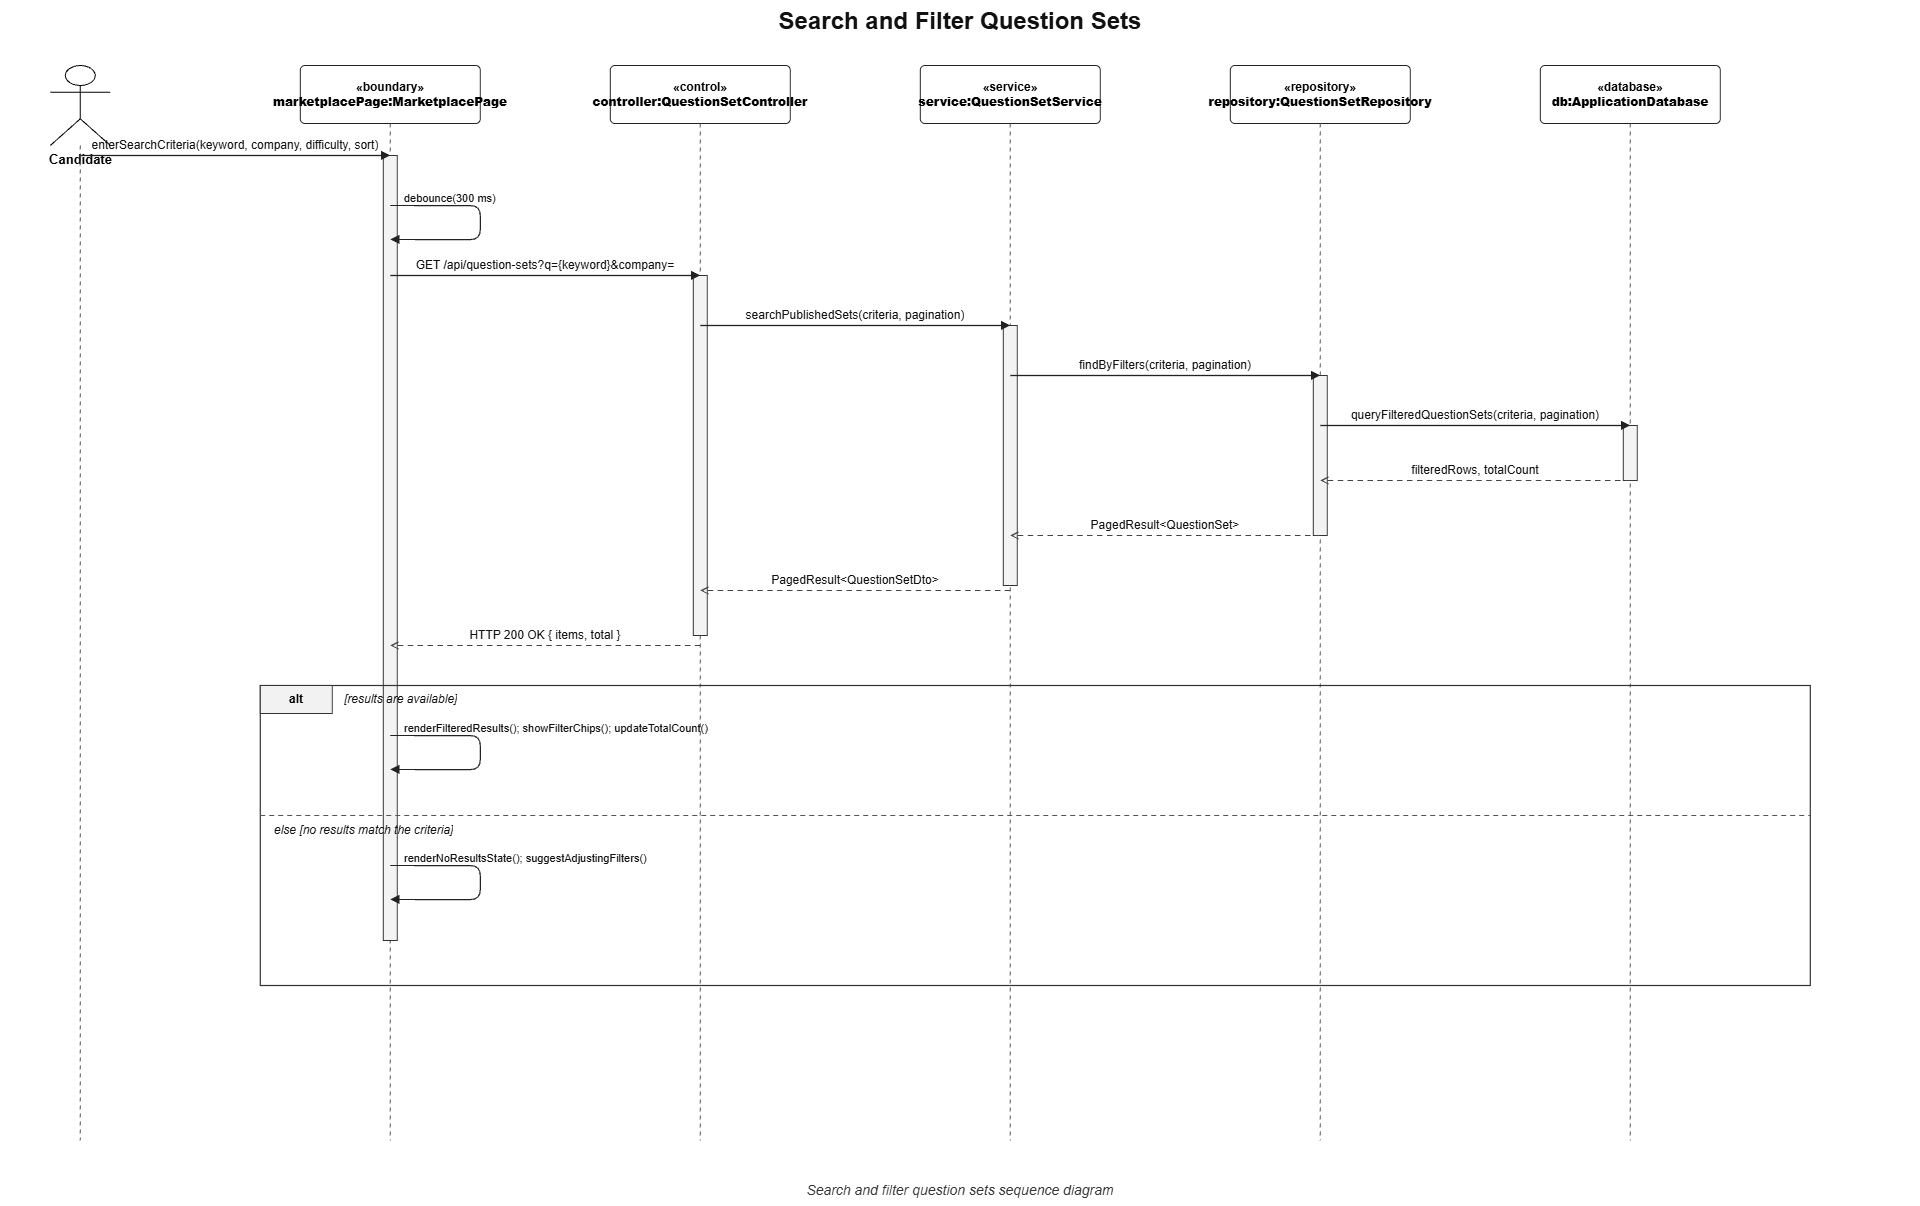 Search and Filter Question Sets
«boundary»
marketplacePage:MarketplacePage
«control»
controller:QuestionSetController
«service»
service:QuestionSetService
«repository»
repository:QuestionSetRepository
«database»
db:ApplicationDatabase
Candidate
enterSearchCriteria(keyword, company, difficulty, sort)
debounce(300 ms)
GET /api/question-sets?q={keyword}&company=
searchPublishedSets(criteria, pagination)
findByFilters(criteria, pagination)
queryFilteredQuestionSets(criteria, pagination)
filteredRows, totalCount
PagedResult<QuestionSet>
PagedResult<QuestionSetDto>
HTTP 200 OK { items, total }
alt
[results are available]
renderFilteredResults(); showFilterChips(); updateTotalCount()
else [no results match the criteria]
renderNoResultsState(); suggestAdjustingFilters()
Search and filter question sets sequence diagram